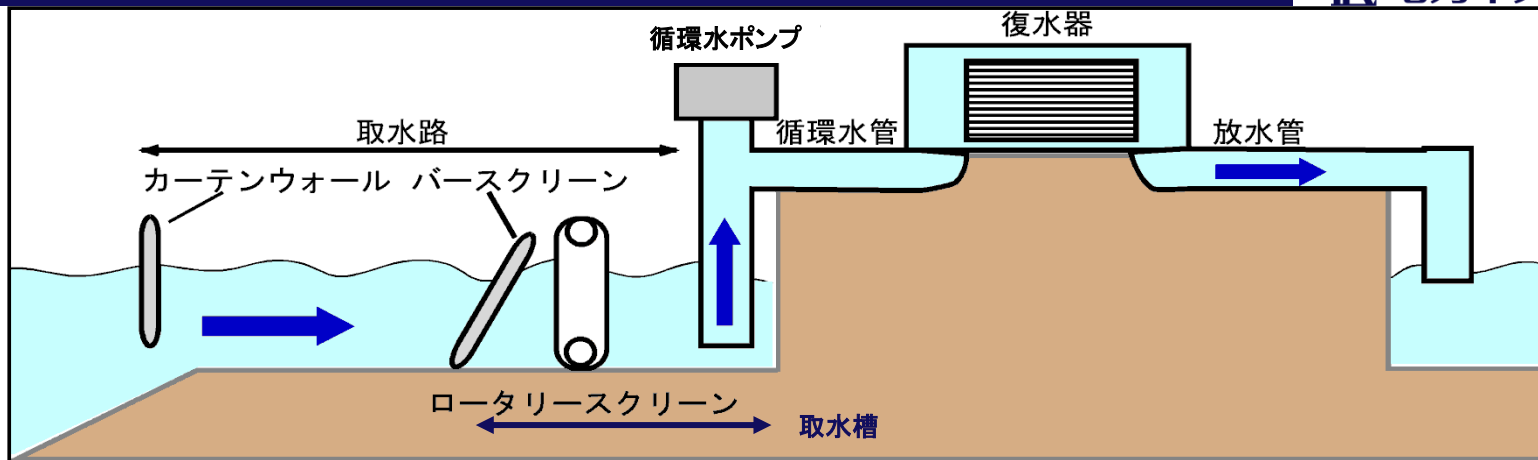 復水器
循環水ポンプ
取水路
循環水管
放水管
カーテンウォール バースクリーン
ロータリースクリーン
取水槽